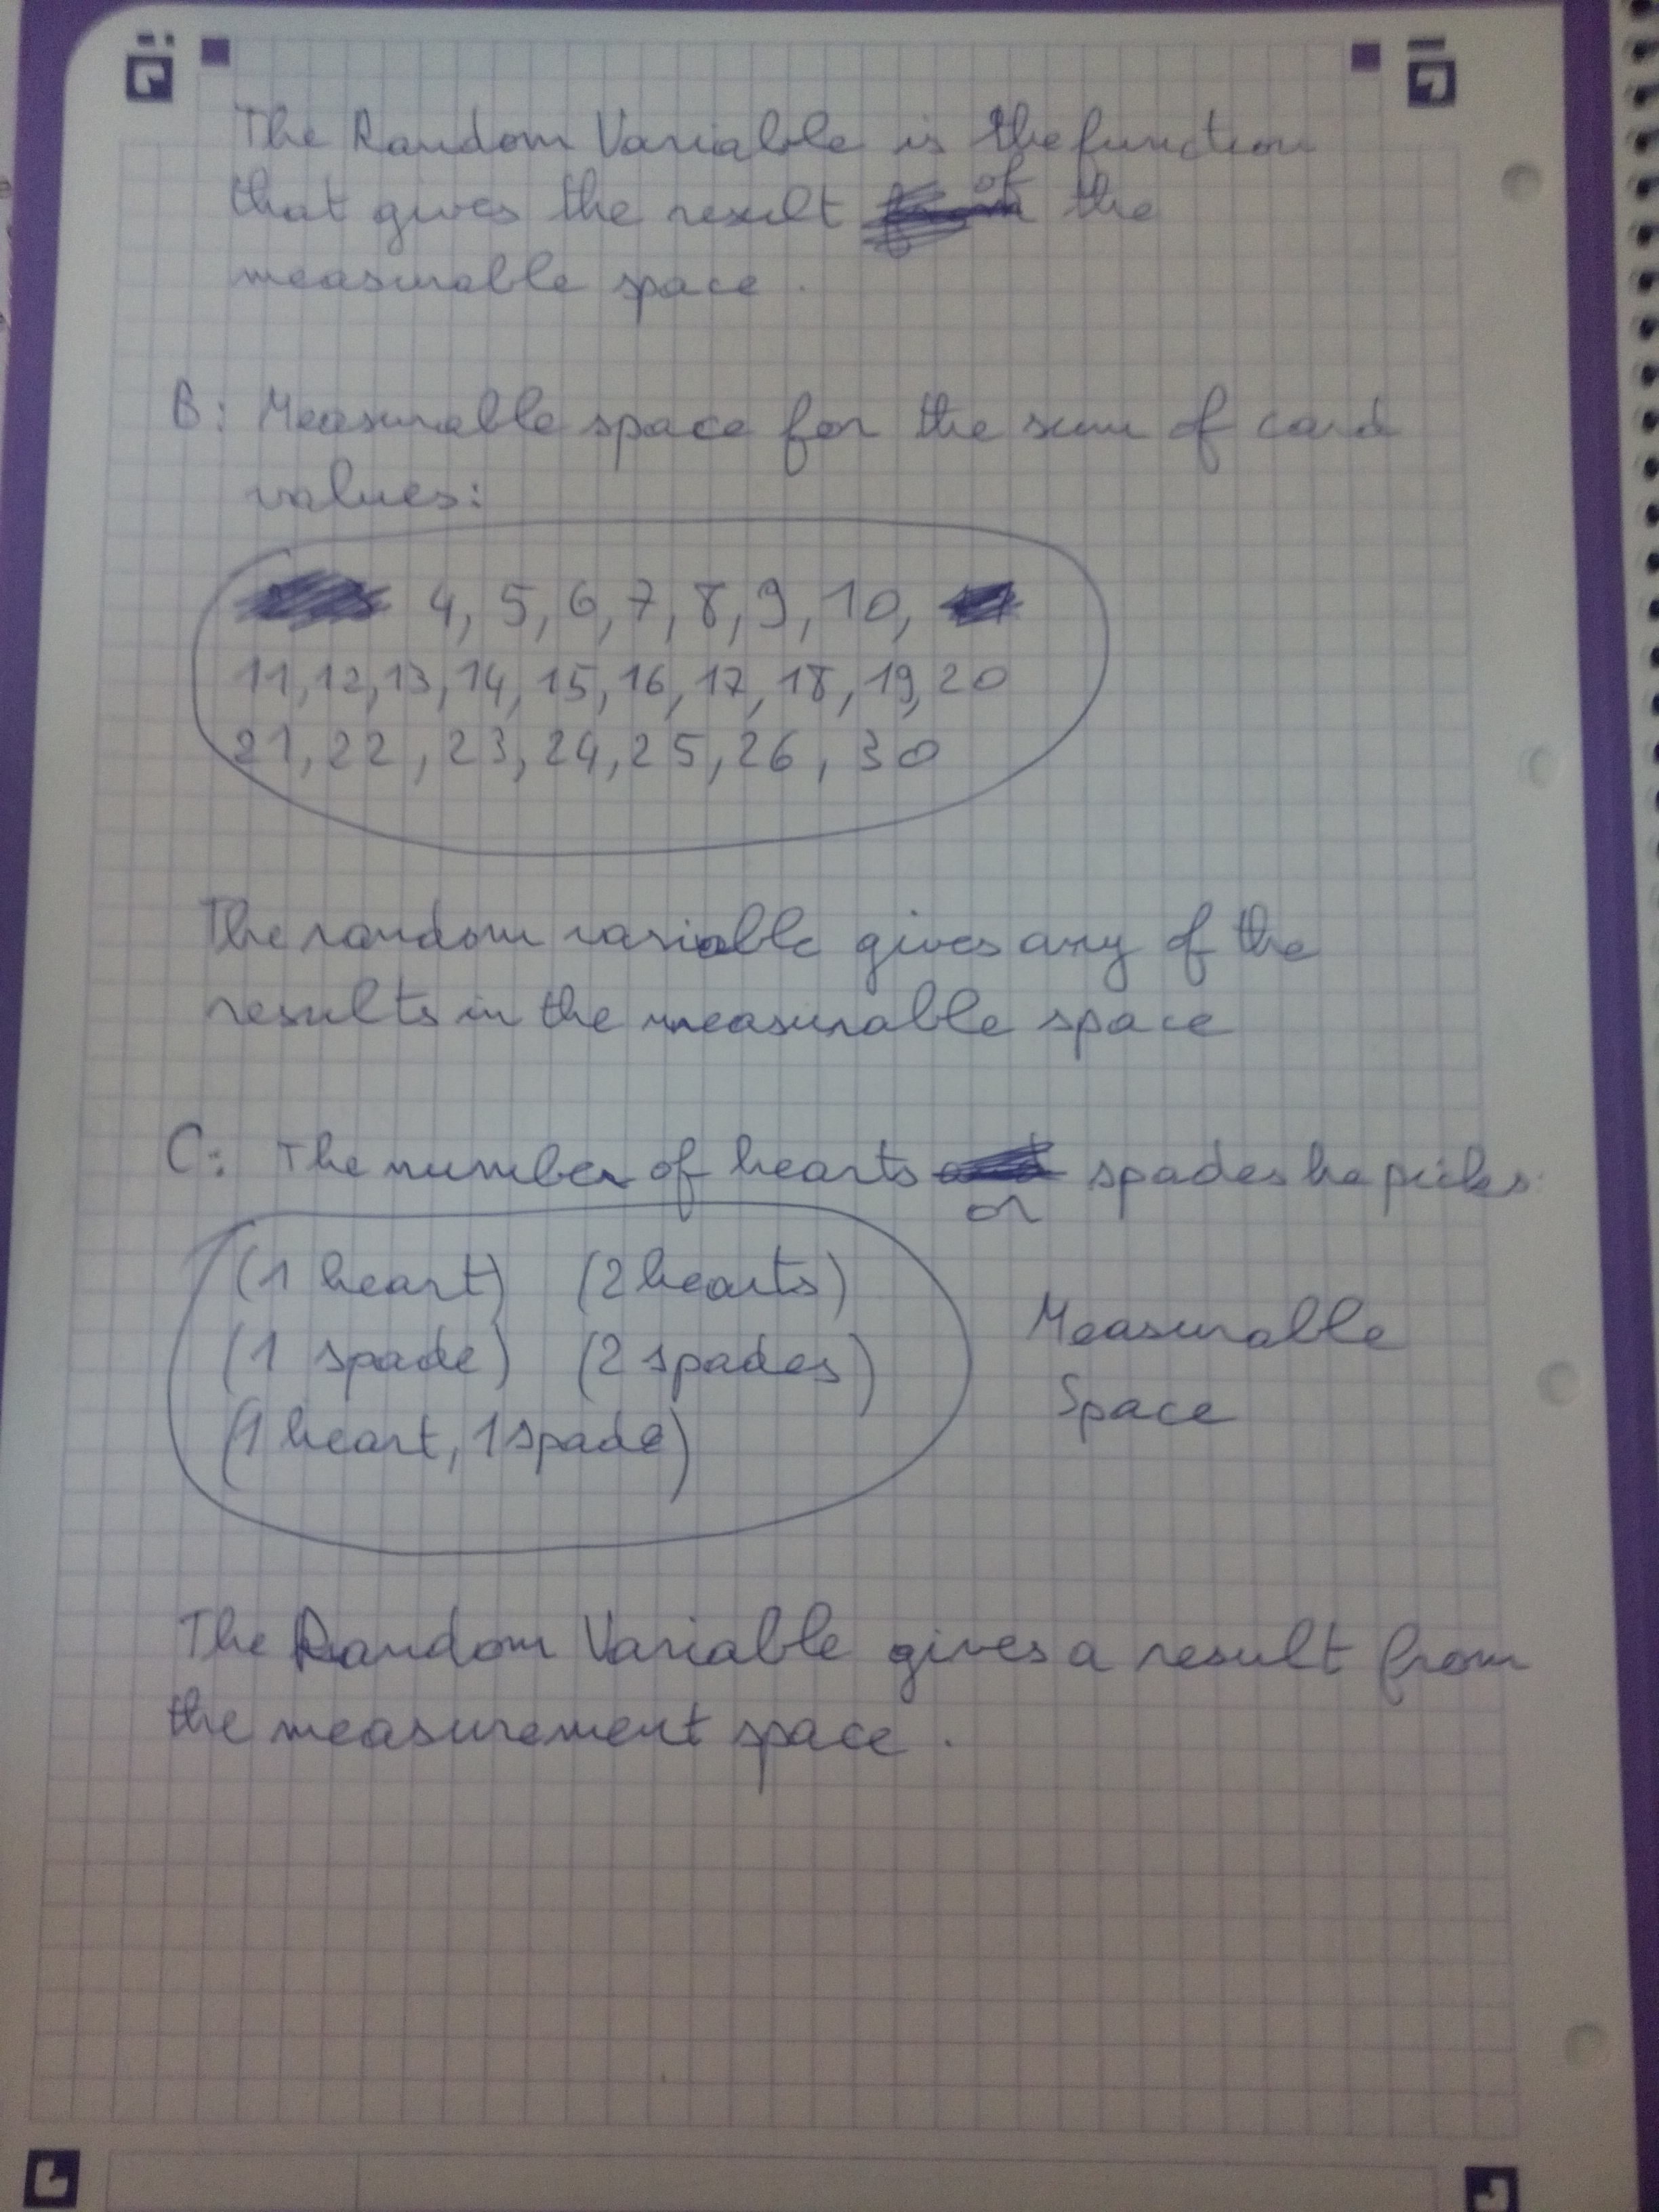 The Random Variable is the function
that gives the result of the
measurable space.
B: Measurable space for the sum of card
values:
4, 5, 6, 7, 8, 9, 10,
11, 12, 13, 14, 15, 16, 17, 18, 19, 20
21, 22, 23, 24, 25, 26, 30
The random variable gives any of the
results in the measurable space
C: The number of hearts or spades he picks
(1 heart) (2 hearts)
(1 spade) (2 spades)
(1 heart, 1 spade)
Measurable
Space
The Random Variable gives a result from
the measurement space.